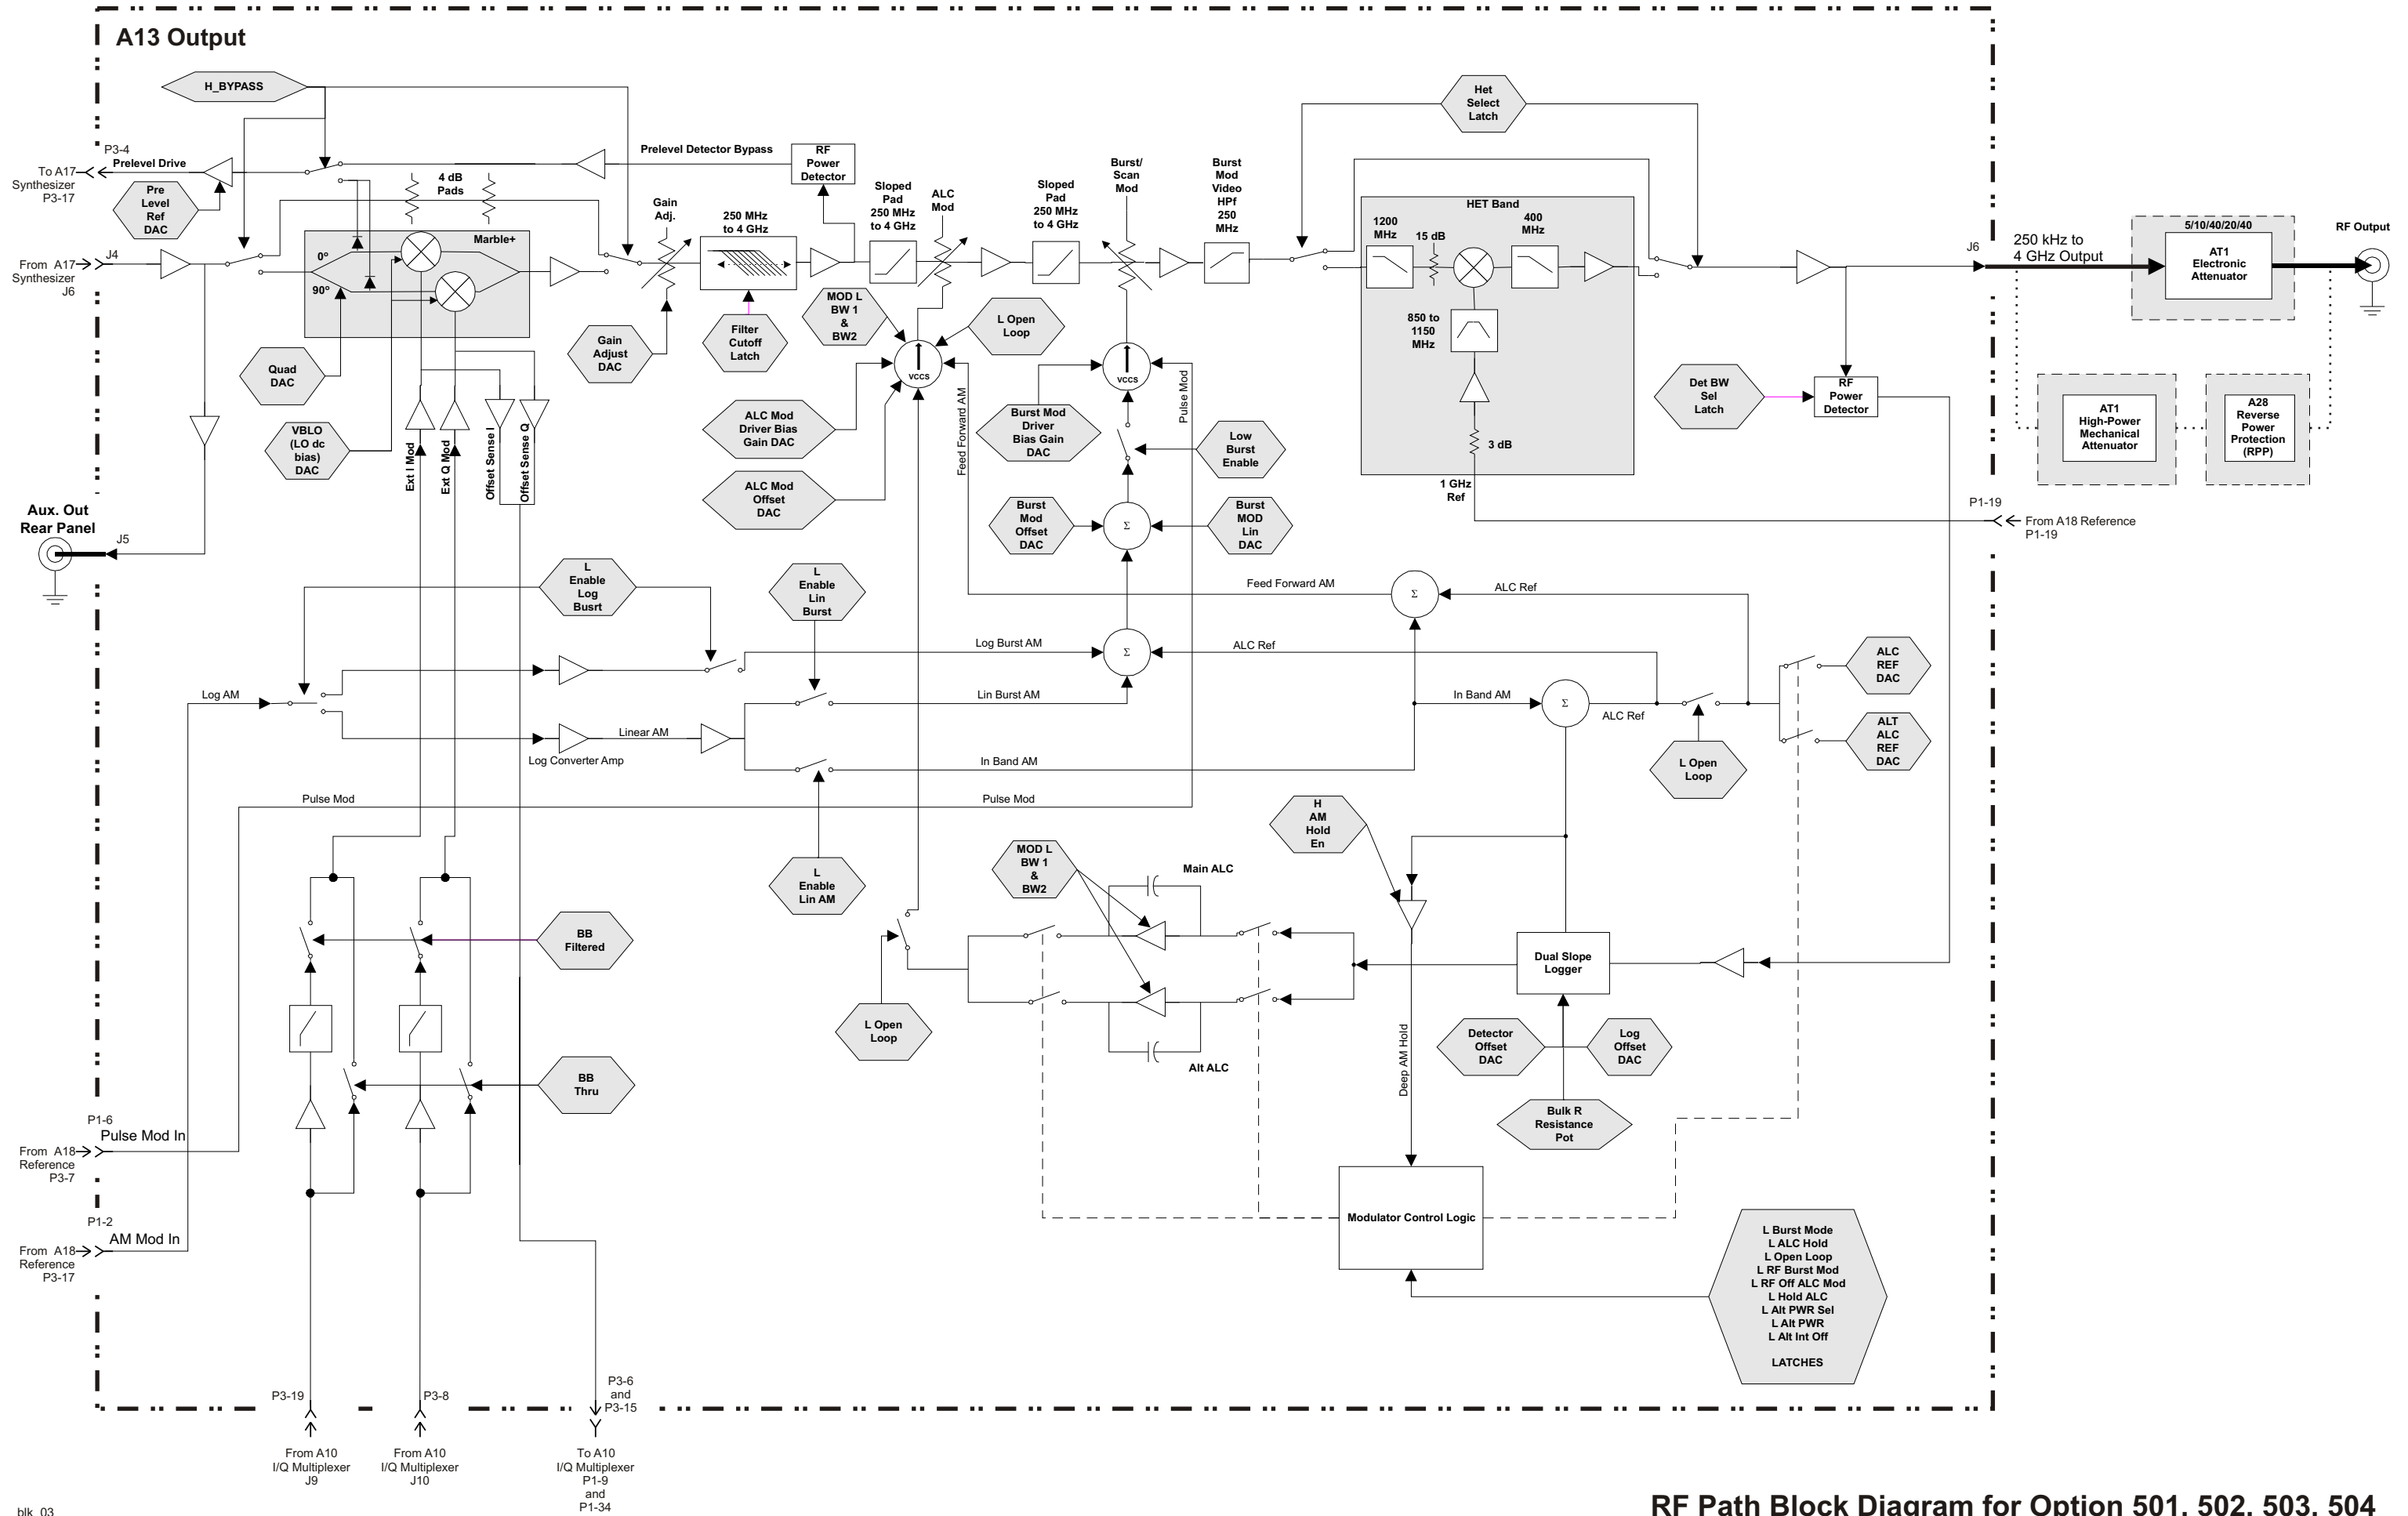 A13 Output
H_BYPASS
P3-4
Prelevel Drive
To A17
Synthesizer
P3-17
Pre
Level
Ref
DAC
4 dB
Pads
Prelevel Detector Bypass
RF
Power
Detector
J4
From A17
Synthesizer
J6
Marble+
0º
90º
Gain
Adj.
250 MHz
to 4 GHz
Sloped
Pad
250 MHz
to 4 GHz
ALC
Mod
Sloped
Pad
250 MHz
to 4 GHz
Burst/
Scan
Mod
Burst
Mod
Video
HPf
250
MHz
Het
Select
Latch
HET Band
1200
MHz
15 dB
400
MHz
850 to
1150
MHz
3 dB
1 GHz
Ref
J6
250 kHz to
4 GHz Output
5/10/40/20/40
AT1
Electronic
Attenuator
RF Output
AT1
High-Power
Mechanical
Attenuator
A28
Reverse
Power
Protection
(RPP)
Det BW
Sel
Latch
RF
Power
Detector
Quad
DAC
VBLO
(LO dc
bias)
DAC
Ext I Mod
Ext Q Mod
Offset Sense I
Offset Sense Q
Gain
Adjust
DAC
Filter
Cutoff
Latch
MOD L
BW 1
&
BW2
L Open
Loop
VCCS
ALC Mod
Driver Bias
Gain DAC
ALC Mod
Offset
DAC
Feed Forward AM
VCCS
Burst Mod
Driver
Bias Gain
DAC
Pulse Mod
Low
Burst
Enable
Burst
Mod
Offset
DAC
Σ
Burst
MOD
Lin
DAC
P1-19
From A18 Reference
P1-19
Aux. Out
Rear Panel
J5
L
Enable
Log
Busrt
L
Enable
Lin
Burst
Feed Forward AM
Σ
ALC Ref
Log Burst AM
Σ
ALC Ref
Log AM
Lin Burst AM
In Band AM
Σ
ALC Ref
ALC
REF
DAC
ALT
ALC
REF
DAC
L Open
Loop
Linear AM
Log Converter Amp
In Band AM
Pulse Mod
Pulse Mod
L
Enable
Lin AM
H
AM
Hold
En
MOD L
BW 1
&
BW2
Main ALC
Alt ALC
L Open
Loop
BB
Filtered
BB
Thru
Dual Slope
Logger
Detector
Offset
DAC
Log
Offset
DAC
Bulk R
Resistance
Pot
Deep AM Hold
P1-6
Pulse Mod In
From A18
Reference
P3-7
P1-2
AM Mod In
From A18
Reference
P3-17
Modulator Control Logic
L Burst Mode
L ALC Hold
L Open Loop
L RF Burst Mod
L RF Off ALC Mod
L Hold ALC
L Alt PWR Sel
L Alt PWR
L Alt Int Off
LATCHES
P3-19
P3-8
P3-6
and
P3-15
From A10
I/Q Multiplexer
J9
From A10
I/Q Multiplexer
J10
To A10
I/Q Multiplexer
P1-9
and
P1-34
blk_03
RF Path Block Diagram for Option 501, 502, 503, 504